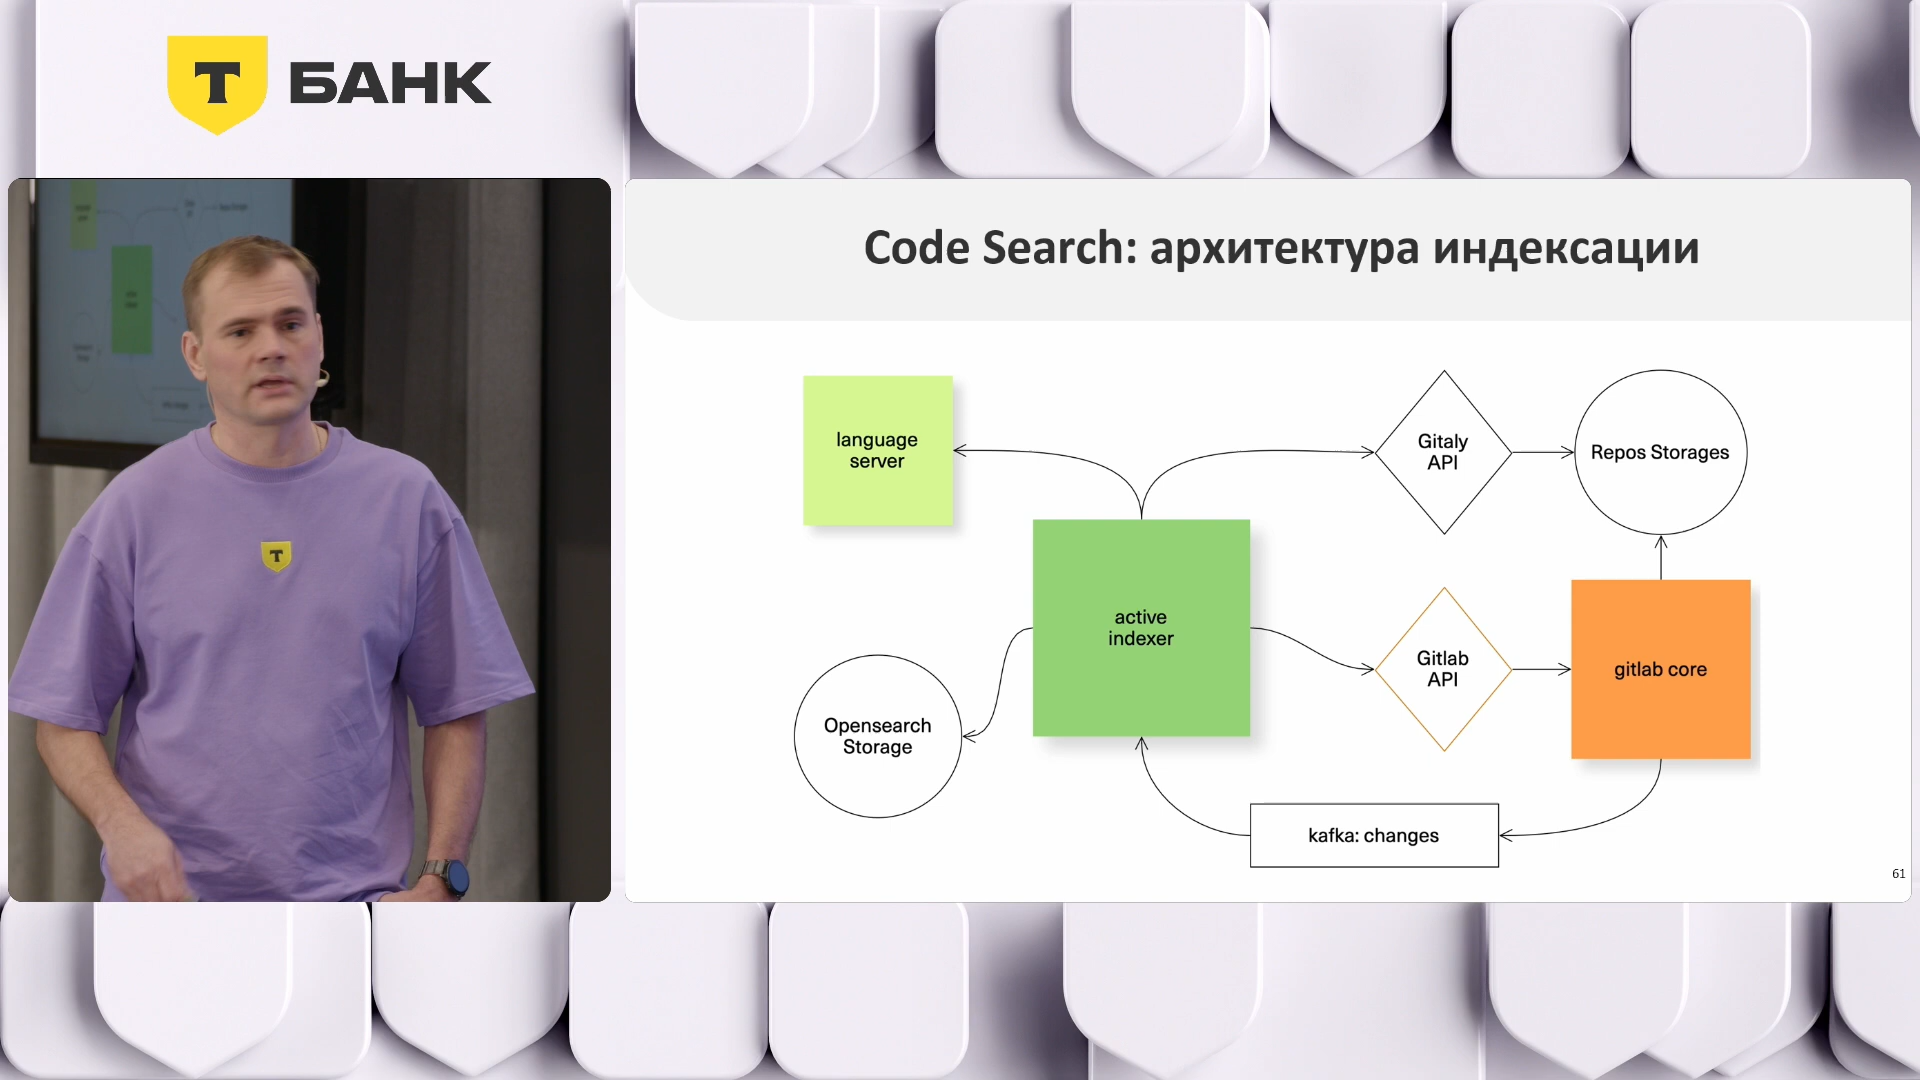 Т БАНК
Code Search: архитектура индексации
language
server
Gitaly
API
Repos Storages
active
indexer
Gitlab
API
gitlab core
Opensearch
Storage
kafka: changes
61
Т